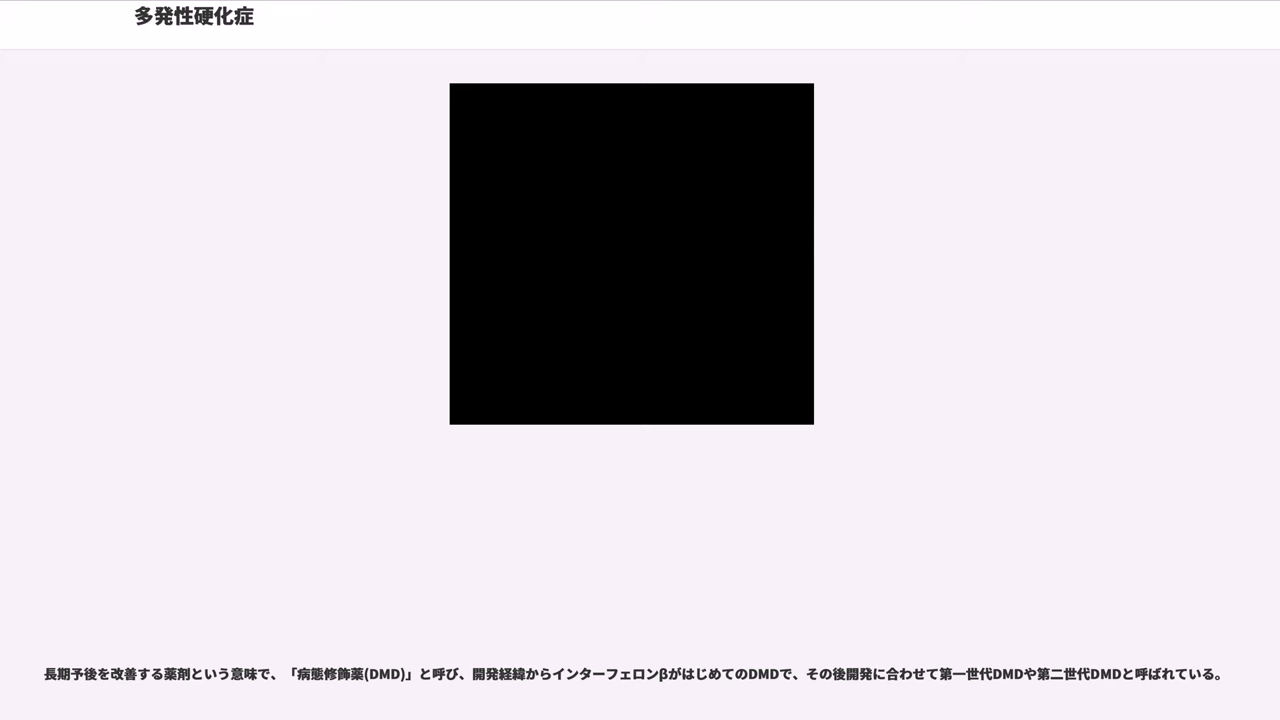 多発性硬化症
長期予後を改善する薬剤という意味で、「病態修飾薬(DMD)」と呼び、開発経緯からインターフェロンβがはじめてのDMDで、その後開発に合わせて第一世代DMDや第二世代DMDと呼ばれている。